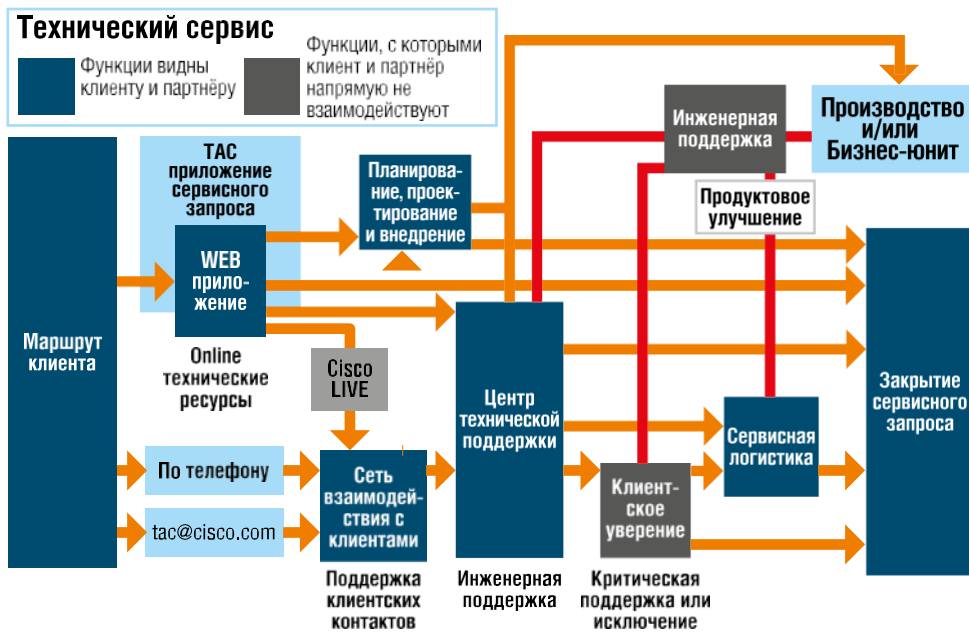 Технический сервис
Функции видны
клиенту и партнёру
Функции, с которыми
клиент и партнёр
напрямую не
взаимодействуют
Инженерная
поддержка
Производство
и/или
Бизнес-юнит
TAC
приложение
сервисного
запроса
Планирова-
ние, проек-
тирование
и внедрение
Продуктовое
улучшение
WEB
прило-
жение
Маршрут
клиента
Online
технические
ресурсы
Cisco
LIVE
Центр
технической
поддержки
Закрытие
сервисного
запроса
Сервисная
логистика
По телефону
Сеть
взаимодей-
ствия с
клиентами
Клиент-
ское
уверение
tac@cisco.com
Поддержка
клиентских
контактов
Инженерная
поддержка
Критическая
поддержка или
исключение